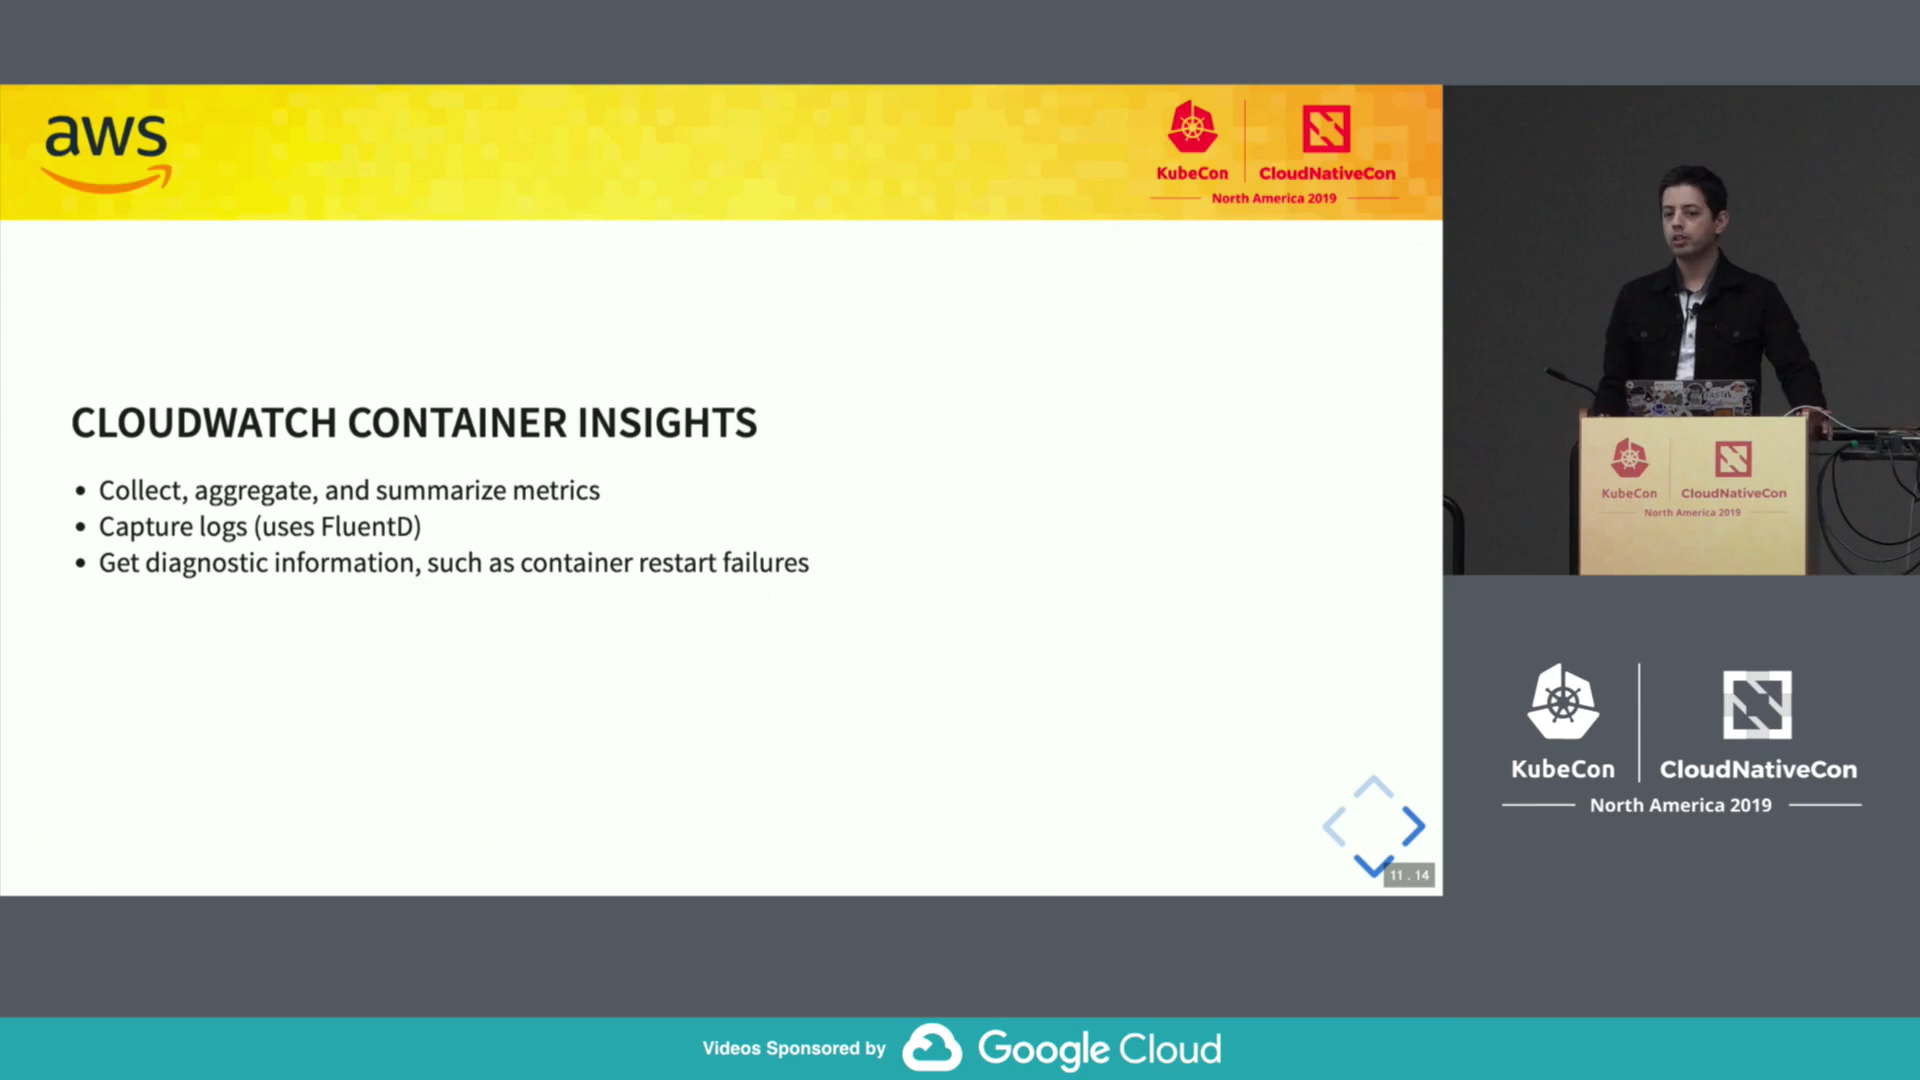 aws
KubeCon
CloudNativeCon
North America 2019
CLOUDWATCH CONTAINER INSIGHTS
• Collect, aggregate, and summarize metrics
• Capture logs (uses FluentD)
• Get diagnostic information, such as container restart failures
11.14
KubeCon
CloudNativeCon
North America 2019
KubeCon
CloudNativeCon
North America 2019
Videos Sponsored by
Google Cloud